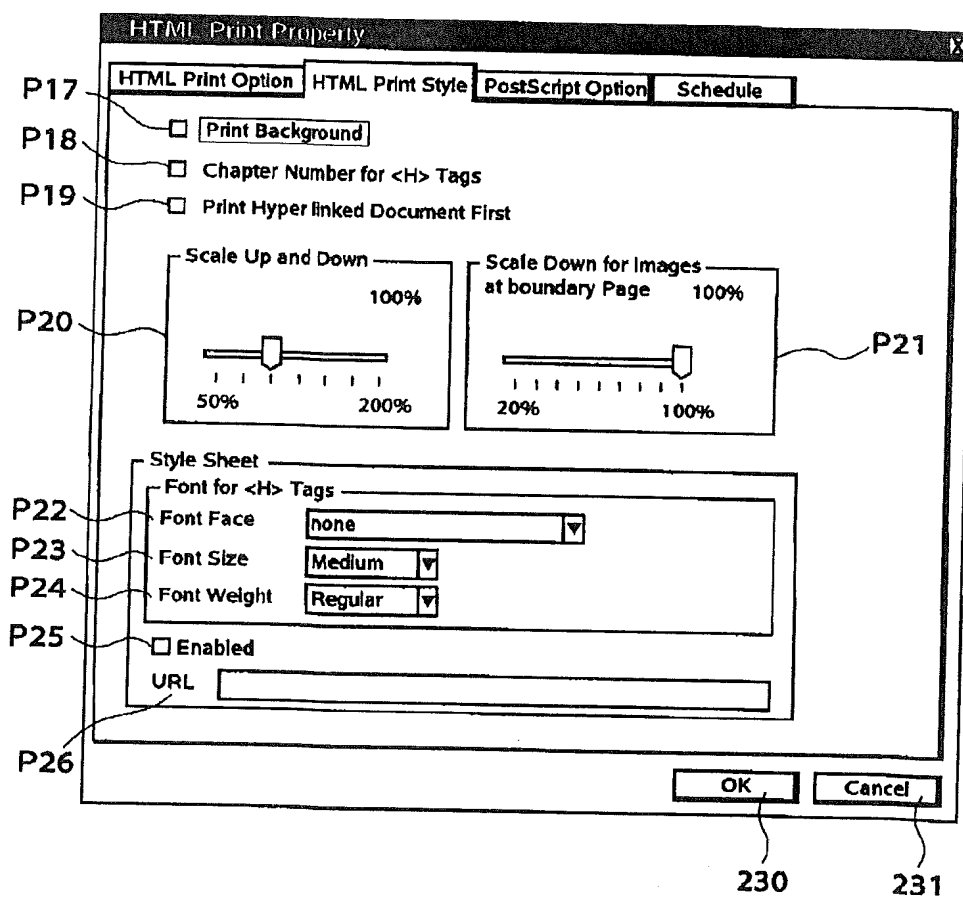 HTML Print Property X
HTML Print Option HTML Print Style PostScript Option Schedule
P17 Print Background
P18 Chapter Number for <H> Tags
P19 Print Hyper linked Document First
Scale Up and Down
100%
P20
50% 200%
Scale Down for Images
at boundary Page 100%
P21
20% 100%
Style Sheet
Font for <H> Tags
P22 Font Face none
P23 Font Size Medium
P24 Font Weight Regular
P25 Enabled
URL
P26
OK Cancel
230 231